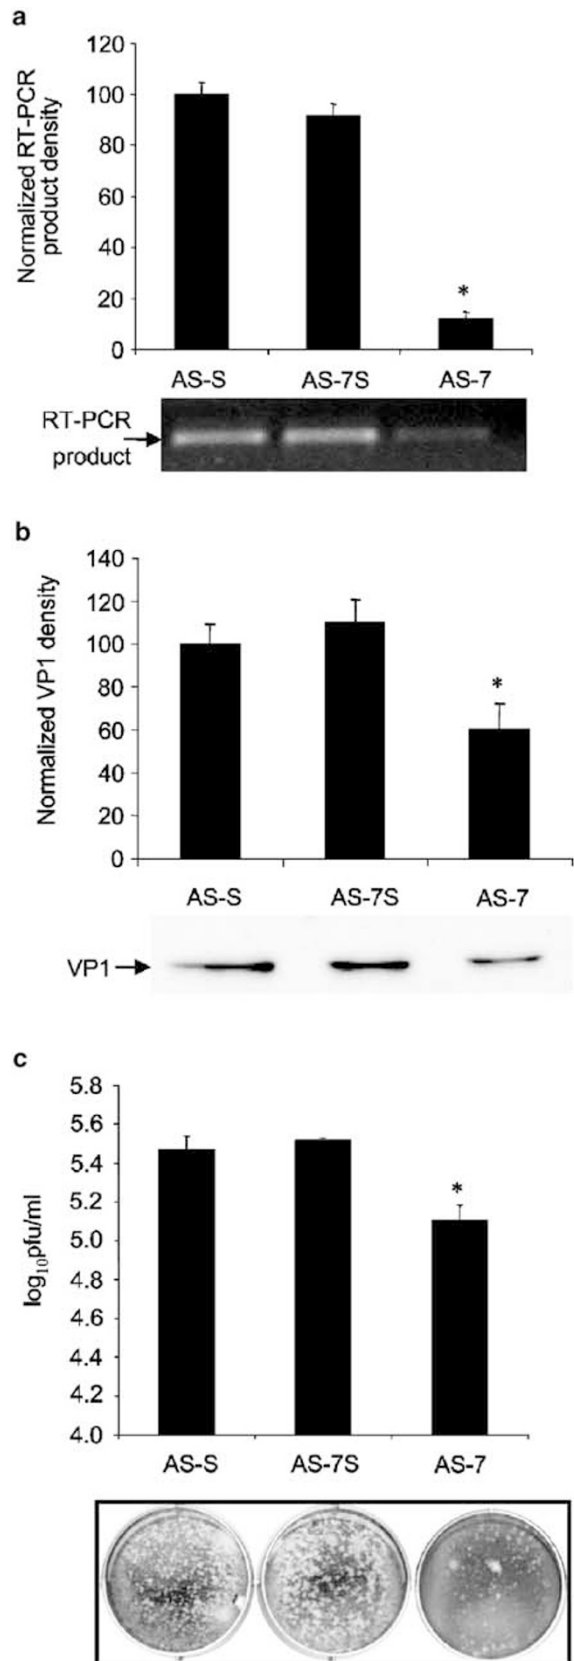 a
Normalized RT-PCR
product density
120
100
80
60
40
20
0
*
AS-S AS-7S AS-7
RT-PCR
product
b
Normalized VP1 density
140
120
100
80
60
40
20
0
*
AS-S AS-7S AS-7
VP1
c
log₁₀pfu/ml
5.8
5.6
5.4
5.2
5.0
4.8
4.6
4.4
4.2
4.0
*
AS-S AS-7S AS-7